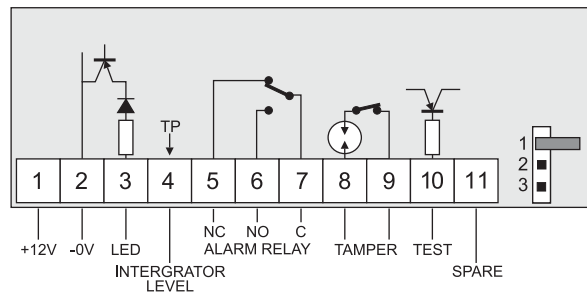 TP
1 2 3 4 5 6 7 8 9 10 11
1
2
3
+12V -0V LED NC NO C TAMPER TEST
ALARM RELAY
INTERGRATOR SPARE
LEVEL